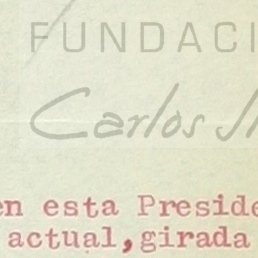 FUNDACI
Carlos
en esta Preside
actual, girada